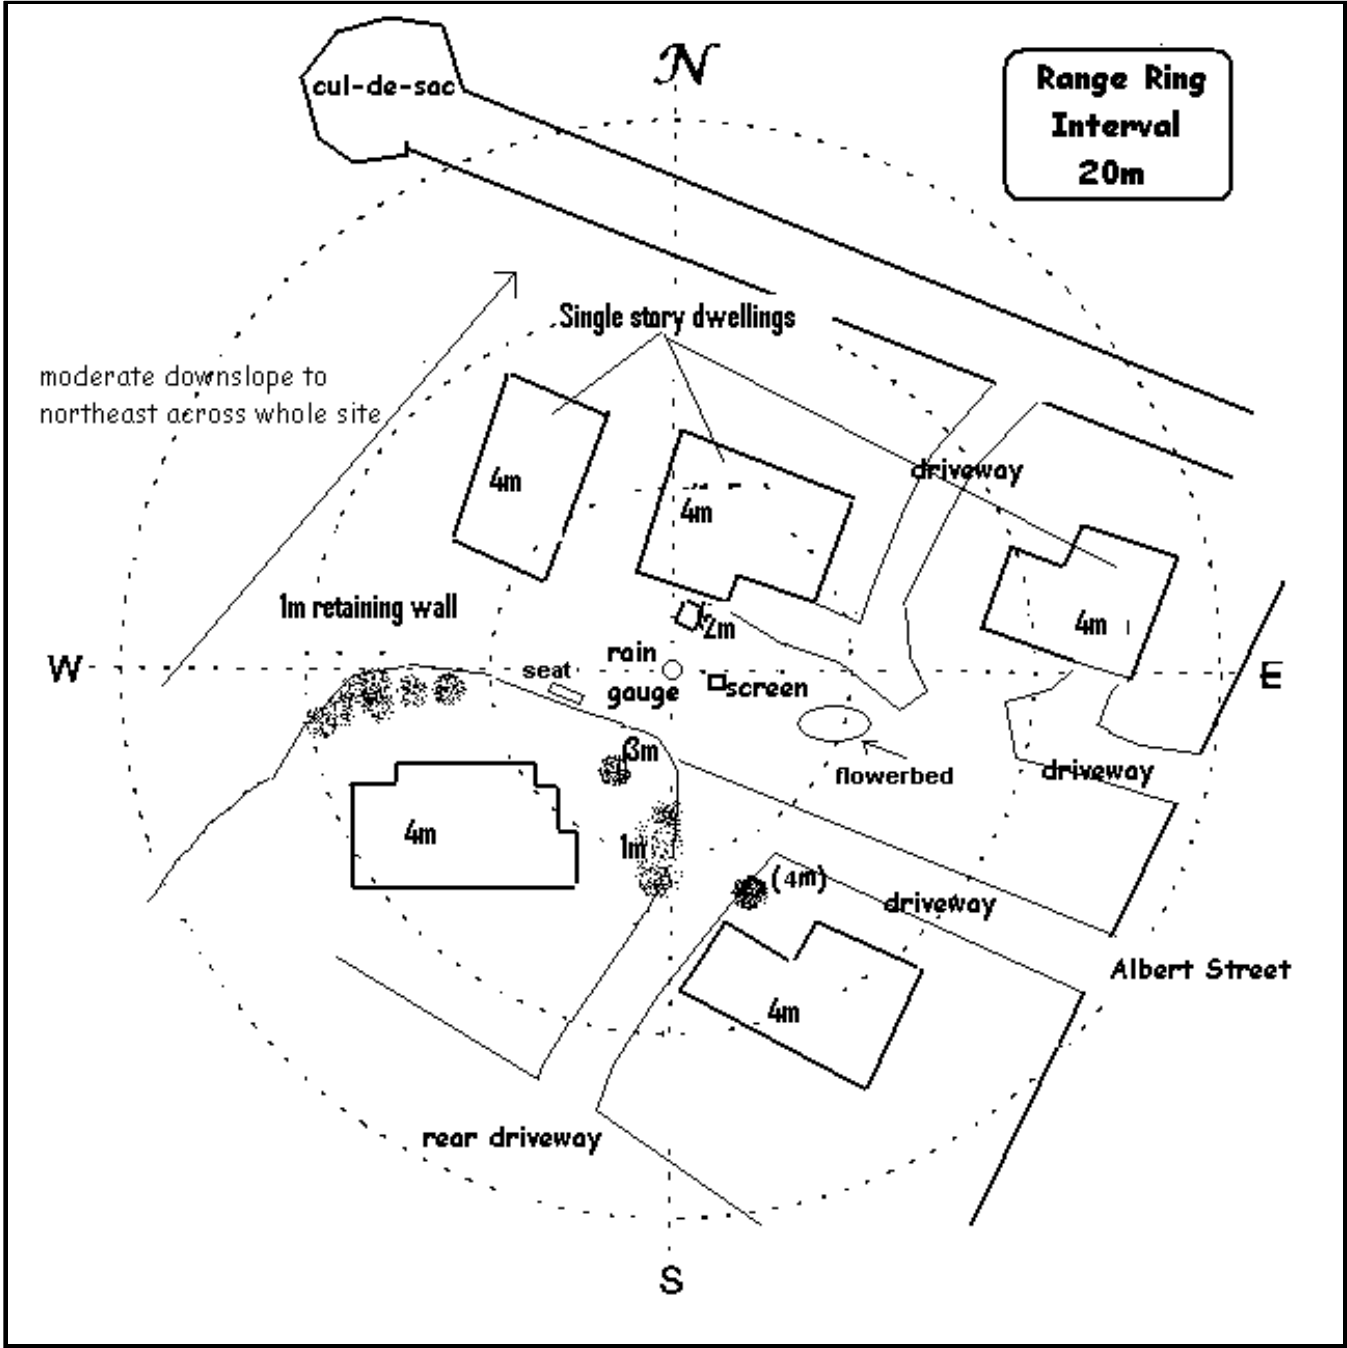 N
cul-de-sac
Range Ring
Interval
20m
Single story dwellings
moderate downslope to
northeast across whole site
driveway
4m
4m
4m
1m retaining wall
2m
W
seat
rain
gauge
screen
E
3m
flowerbed
driveway
4m
1m
(4m)
driveway
Albert Street
4m
rear driveway
S